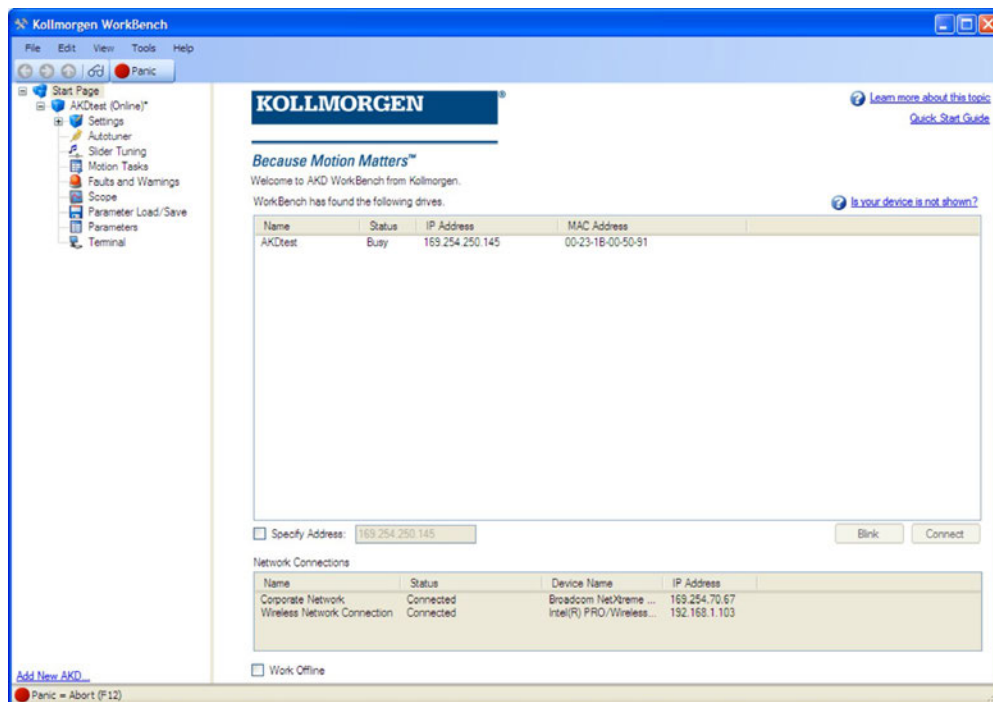 Kollmorgen WorkBench
File Edit View Tools Help
Panic
Start Page
AKDtest (Online)*
Settings
Autotuner
Slider Tuning
Motion Tasks
Faults and Warnings
Scope
Parameter Load/Save
Parameters
Terminal
Add New AKD...
KOLLMORGEN®
Learn more about this topic
Quick Start Guide
Because Motion Matters™
Welcome to AKD WorkBench from Kollmorgen.
WorkBench has found the following drives.
Is your device is not shown?
Name Status IP Address MAC Address
AKDtest Busy 169.254.250.145 00-23-1B-00-50-91
Specify Address: 169.254.250.145 Blink Connect
Network Connections
Name Status Device Name IP Address
Corporate Network Connected Broadcom NetXtreme ... 169.254.70.67
Wireless Network Connection Connected Intel(R) PRO/Wireless... 192.168.1.103
Work Offline
Panic = Abort (F12)